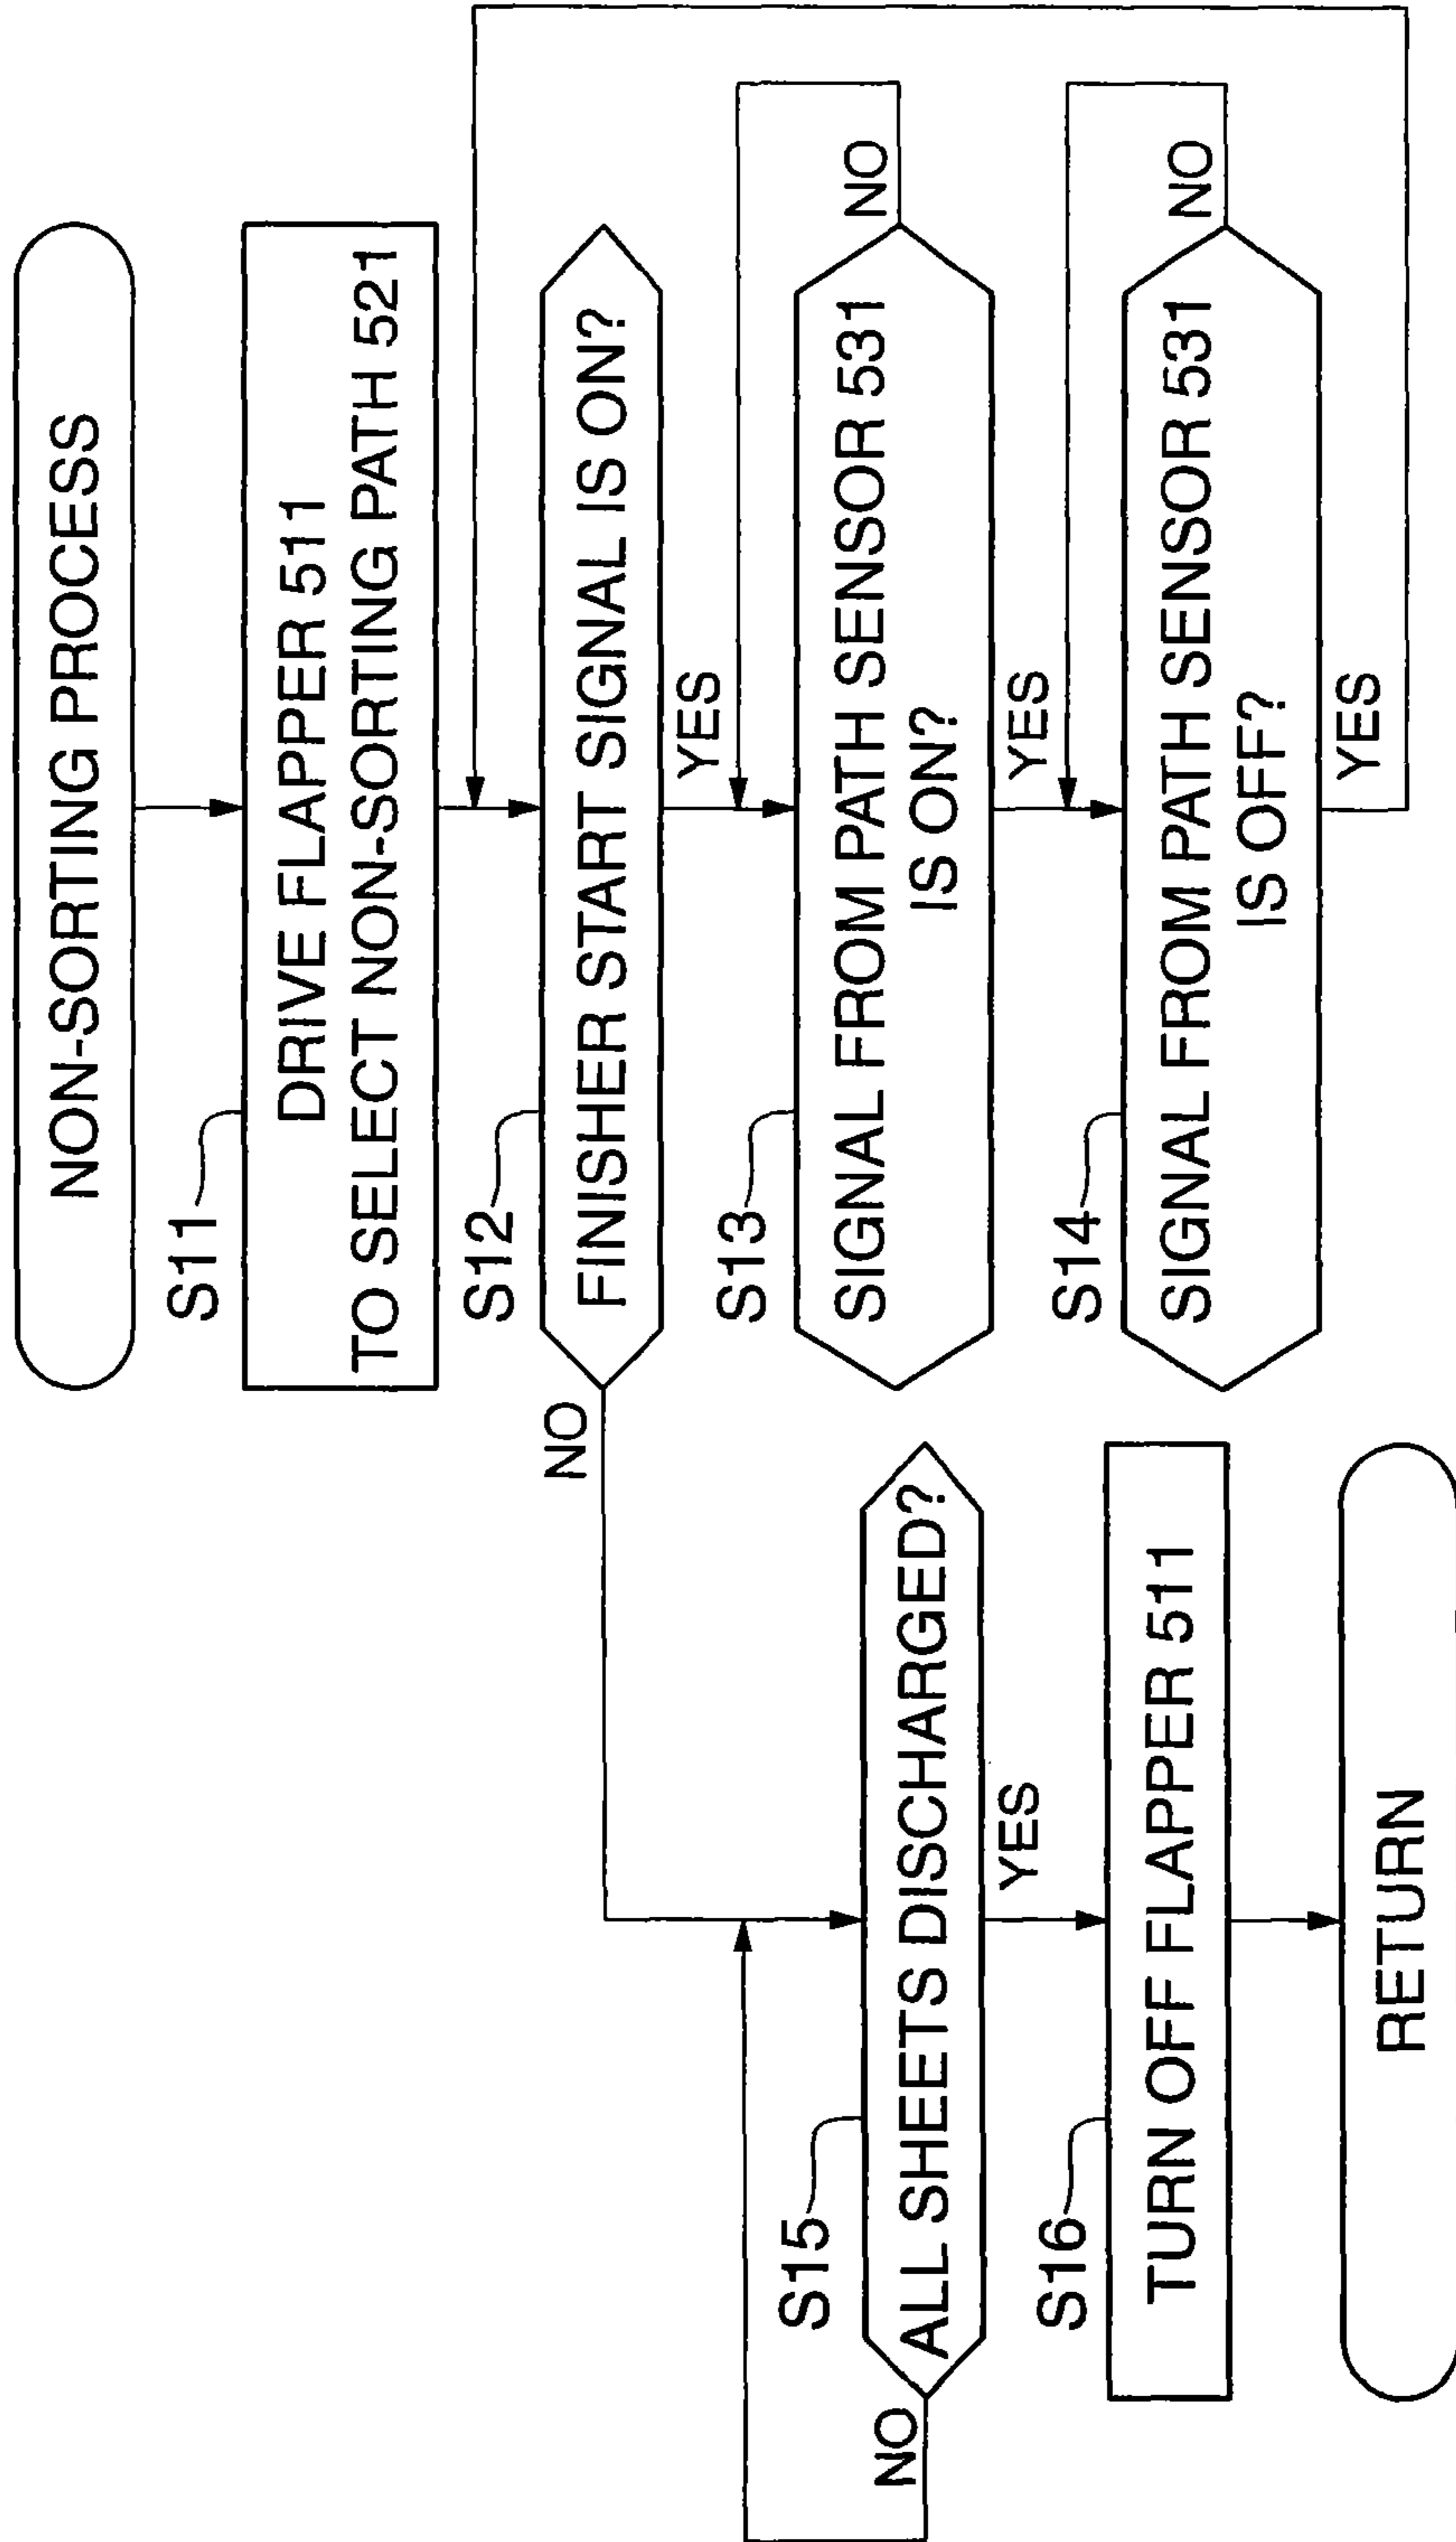 NON-SORTING PROCESS
S11
DRIVE FLAPPER 511
TO SELECT NON-SORTING PATH 521
S12
FINISHER START SIGNAL IS ON?
NO
YES
S13
SIGNAL FROM PATH SENSOR 531
IS ON?
NO
YES
S14
SIGNAL FROM PATH SENSOR 531
IS OFF?
NO
YES
S15
ALL SHEETS DISCHARGED?
NO
YES
S16
TURN OFF FLAPPER 511
RETURN